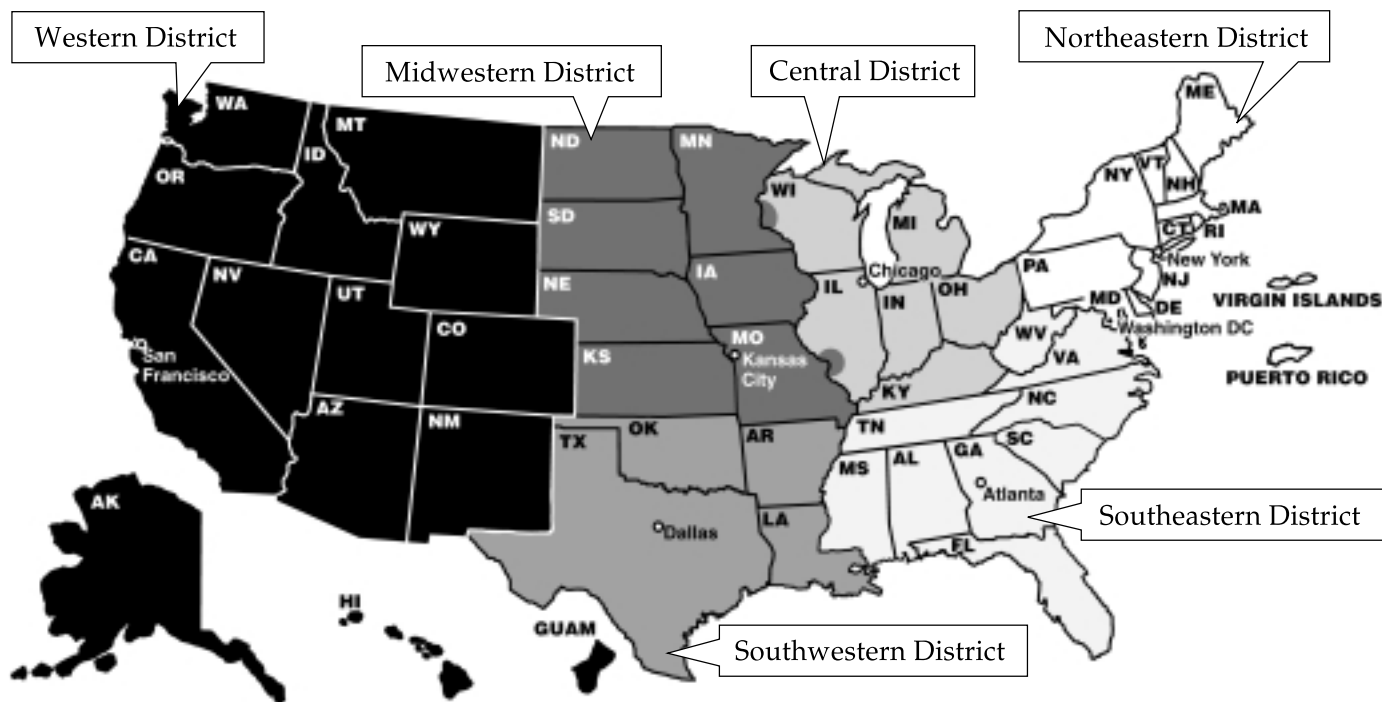 Western District
Midwestern District
Central District
Northeastern District
WA
MT
ID
OR
WY
CA
NV
UT
CO
San
Francisco
AZ
NM
AK
HI
GUAM
ND
MN
SD
NE
IA
KS
MO
Kansas
City
TX
OK
AR
LA
Dallas
Southwestern District
WI
MI
Chicago
IL
IN
OH
KY
TN
MS
AL
GA
Atlanta
FL
SC
NC
VA
WV
Southeastern District
ME
VT
NH
NY
MA
CT
RI
New York
PA
NJ
MD
DE
Washington DC
VIRGIN ISLANDS
PUERTO RICO